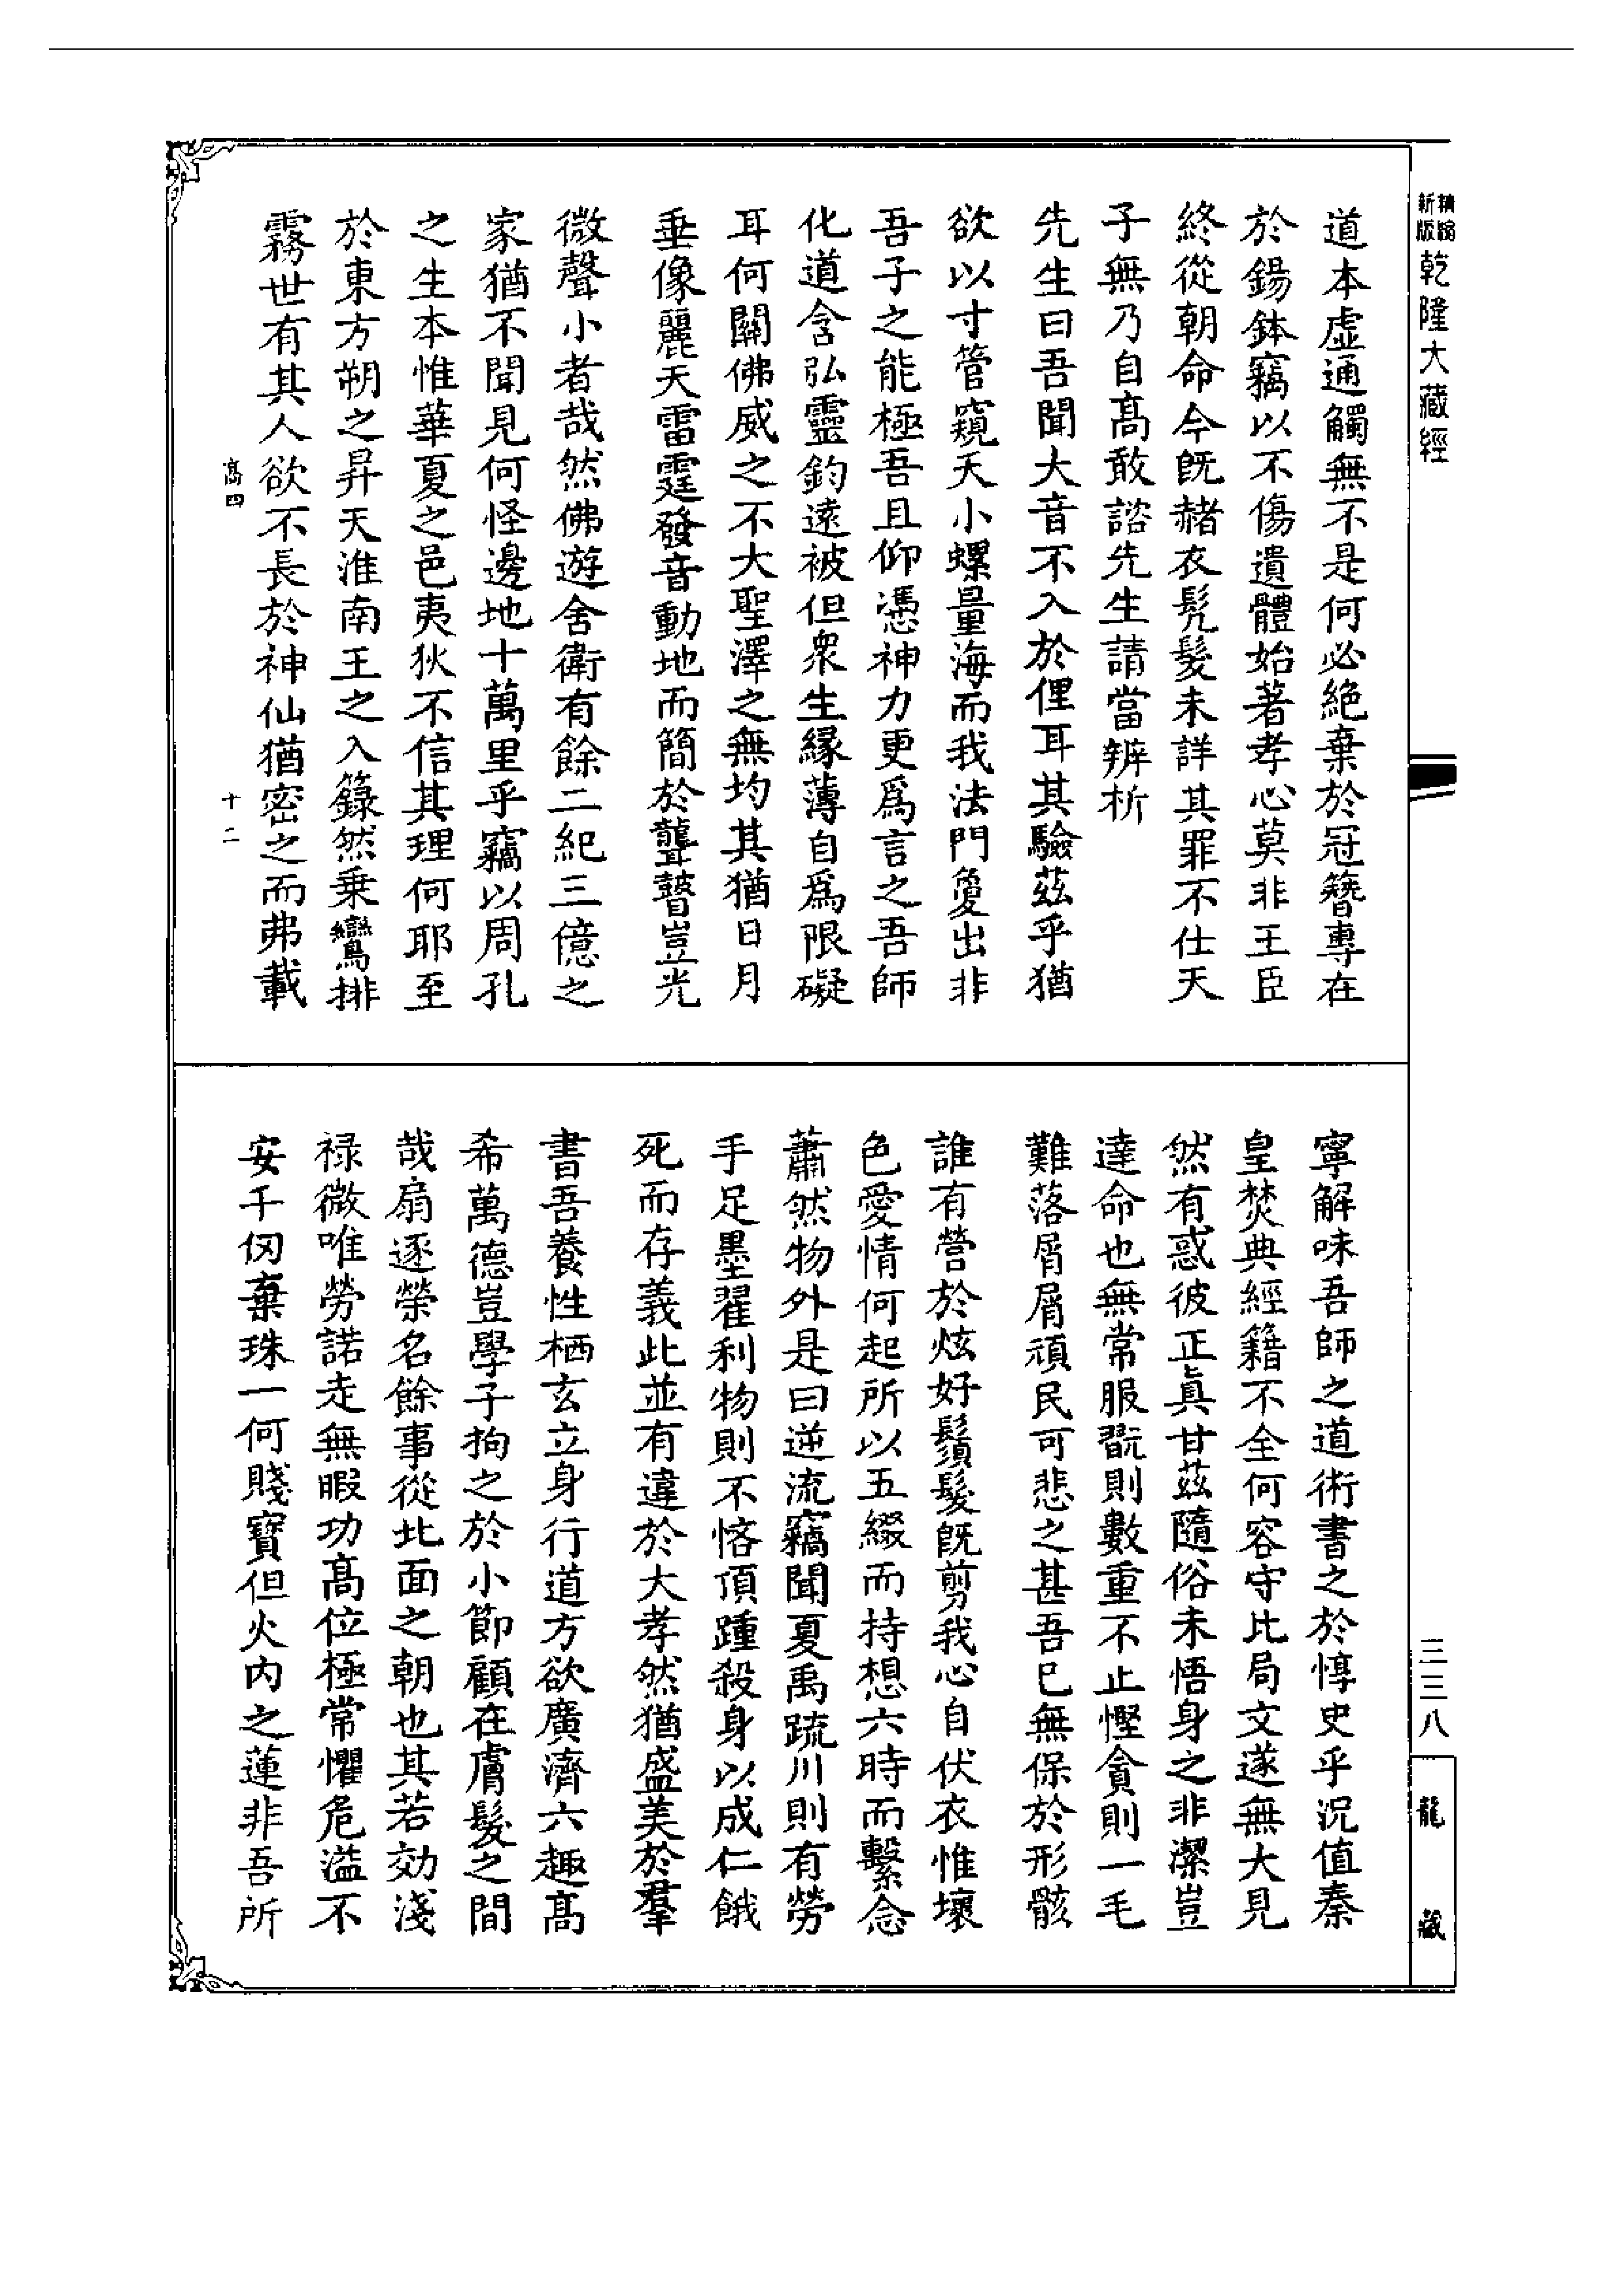 精編新版乾隆大藏經
道本虛通觸無不是何必絕棄於冠簪專在
於錫鉢竊以不傷遺體始著孝心莫非王臣
終從朝命今旣赭衣髠髮未詳其罪不仕天
子無乃自髙敢諮先生請當辨析
先生曰吾聞大音不入於俚耳其驗茲乎猶
欲以寸管窺天小螺量海而我法門敻出非
吾子之能極吾且仰憑神力更爲言之吾師
化道含弘靈鈞遠被但衆生緣薄自爲限礙
耳何關佛威之不大聖澤之無均其猶日月
垂像麗天雷霆發音動地而簡於聾瞽豈光
微聲小者哉然佛遊舍衛有餘二紀三億之
家猶不聞見何怪邊地十萬里乎竊以周孔
之生本惟華夏之邑夷狄不信其理何耶至
於東方朔之昇天淮南王之入籙然乗鸞排
霧世有其人欲不長於神仙猶密之而弗載
髙四 十二
寧解味吾師之道術書之於惇史乎況值秦
皇焚典經籍不全何容守此局文遂無大見
然有惑彼正眞甘茲隨俗未悟身之非潔豈
達命也無常服翫則數重不止慳貪則一毛
難落屑屑頑民可悲之甚吾已無保於形骸
誰有營於炫好鬚髮旣剪我心自伏衣惟壞
色愛情何起所以五綴而持想六時而繫念
蕭然物外是曰逆流竊聞夏禹疏川則有勞
手足墨翟利物則不悋頂踵殺身以成仁餓
死而存義此並有違於大孝然猶盛美於羣
書吾養性栖玄立身行道方欲廣濟六趣髙
希萬德豈學子拘之於小節顧在膚髮之間
哉扇逐榮名餘事從北面之朝也其若効淺
祿微唯勞諾走無暇功髙位極常懼危溢不
安千仞棄珠一何賤寶但火內之蓮非吾所
三三八
龍藏